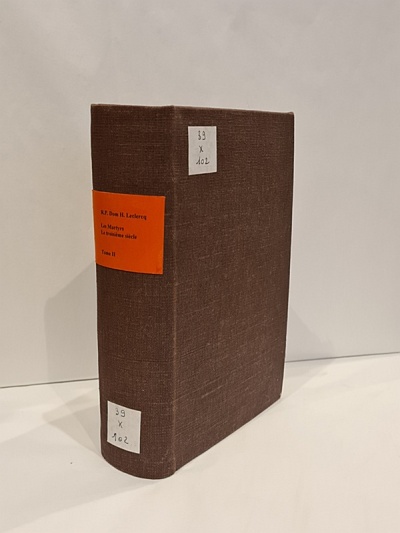 R.P. Dom H. Leclercq
Les Martyrs
Le troisième siècle
Tome II
39
X
102
39
X
102